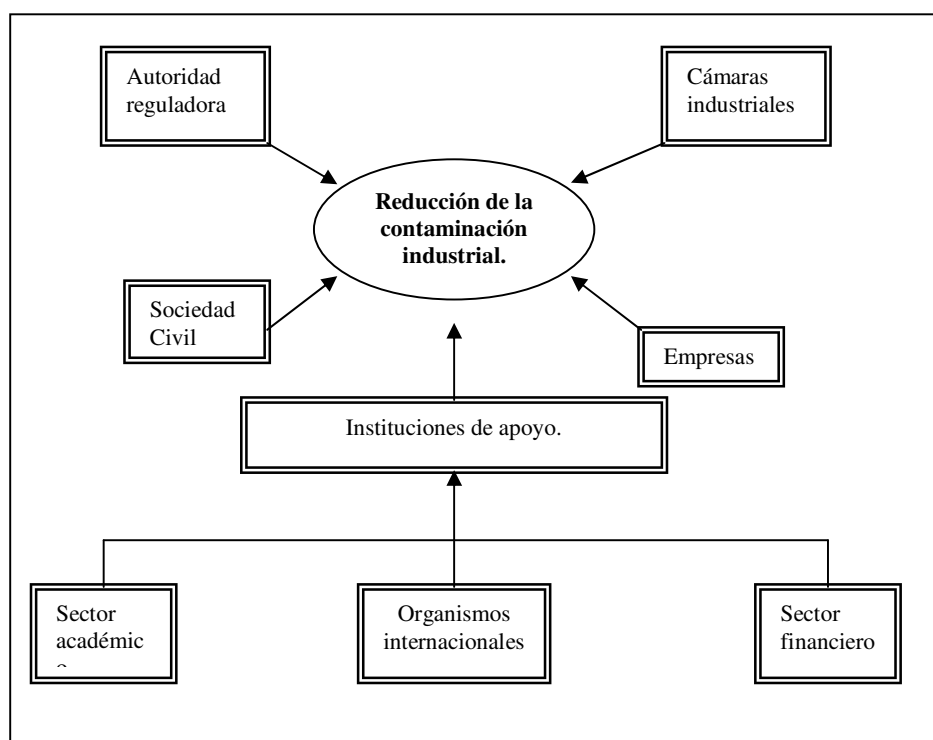 Autoridad
reguladora
Cámaras
industriales
Reducción de la
contaminación
industrial.
Sociedad
Civil
Empresas
Instituciones de apoyo.
Sector
académic
o
Organismos
internacionales
Sector
financiero